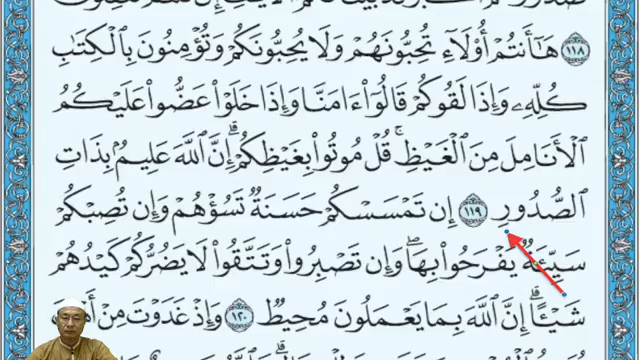 ١١٨ هَٰٓأَنتُمْ أُو۟لَآءِ تُحِبُّونَهُمْ وَلَا يُحِبُّونَكُمْ وَتُؤْمِنُونَ بِٱلْكِتَٰبِ
كُلِّهِۦ وَإِذَا لَقُوكُمْ قَالُوٓا۟ ءَامَنَّا وَإِذَا خَلَوْا۟ عَضُّوا۟ عَلَيْكُمُ
ٱلْأَنَامِلَ مِنَ ٱلْغَيْظِ ۚ قُلْ مُوتُوا۟ بِغَيْظِكُمْ ۗ إِنَّ ٱللَّهَ عَلِيمٌۢ بِذَاتِ
ٱلصُّدُورِ ١١٩ إِن تَمْسَسْكُمْ حَسَنَةٌ تَسُؤْهُمْ وَإِن تُصِبْكُمْ
سَيِّئَةٌ يَفْرَحُوا۟ بِهَا ۖ وَإِن تَصْبِرُوا۟ وَتَتَّقُوا۟ لَا يَضُرُّكُمْ كَيْدُهُمْ
شَيْـًٔا ۗ إِنَّ ٱللَّهَ بِمَا يَعْمَلُونَ مُحِيطٌ ١٢٠ وَإِذْ غَدَوْتَ مِنْ